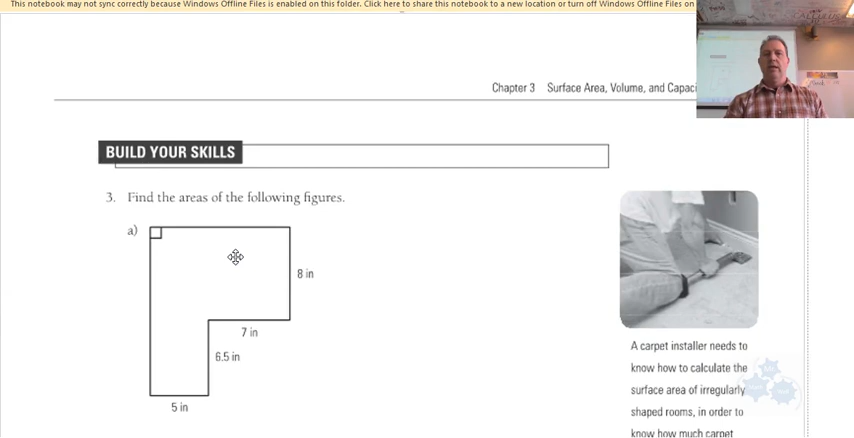 This notebook may not sync correctly because Windows Offline Files is enabled on this folder. Click here to share this notebook to a new location or turn off Windows Offline Files on
Chapter 3 Surface Area, Volume, and Capaci
BUILD YOUR SKILLS
3. Find the areas of the following figures.
a)
8 in
7 in
6.5 in
5 in
A carpet installer needs to
know how to calculate the
surface area of irregularly
shaped rooms, in order to
know how much carpet